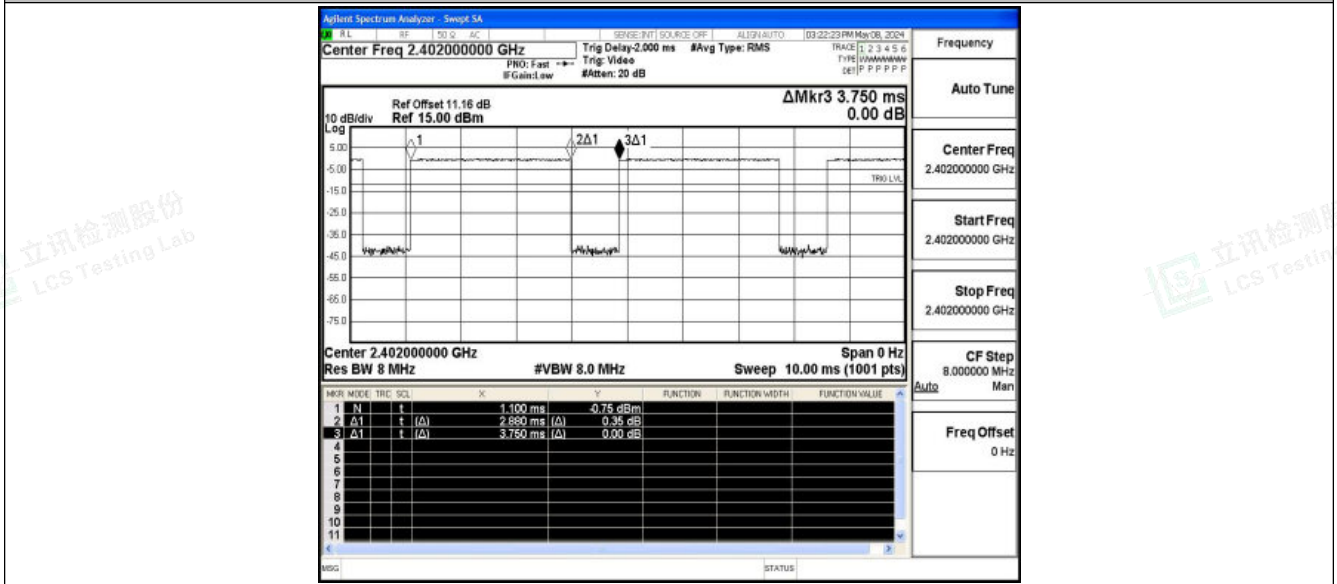 Agilent Spectrum Analyzer - Swept SA
RL RF 50 Ω AC SENSE:INT SOURCE OFF ALIGN AUTO 03:22:23 PM May 08, 2024
Center Freq 2.402000000 GHz
Trig Delay-2.000 ms #Avg Type: RMS
TRACE 1 2 3 4 5 6
PNO: Fast Trig: Video
TYPE WWWWWW
IFGain:Low #Atten: 20 dB
DET P P P P P P
ΔMkr3 3.750 ms
0.00 dB
Ref Offset 11.16 dB
10 dB/div Ref 15.00 dBm
Log
5.00
-5.00
-15.0
-25.0
-35.0
-45.0
-55.0
-65.0
-75.0
1
2Δ1
3Δ1
TRIG LVL
Center 2.402000000 GHz Span 0 Hz
Res BW 8 MHz #VBW 8.0 MHz Sweep 10.00 ms (1001 pts)
MKR MODE TRC SCL X Y FUNCTION FUNCTION WIDTH FUNCTION VALUE
1 N t 1.100 ms -0.75 dBm
2 Δ1 t (Δ) 2.880 ms (Δ) 0.35 dB
3 Δ1 t (Δ) 3.750 ms (Δ) 0.00 dB
4
5
6
7
8
9
10
11
MSG STATUS
Frequency
Auto Tune
Center Freq
2.402000000 GHz
Start Freq
2.402000000 GHz
Stop Freq
2.402000000 GHz
CF Step
8.000000 MHz
Auto Man
Freq Offset
0 Hz
立讯检测股份
LCS Testing Lab
立讯检测股
LCS Testin